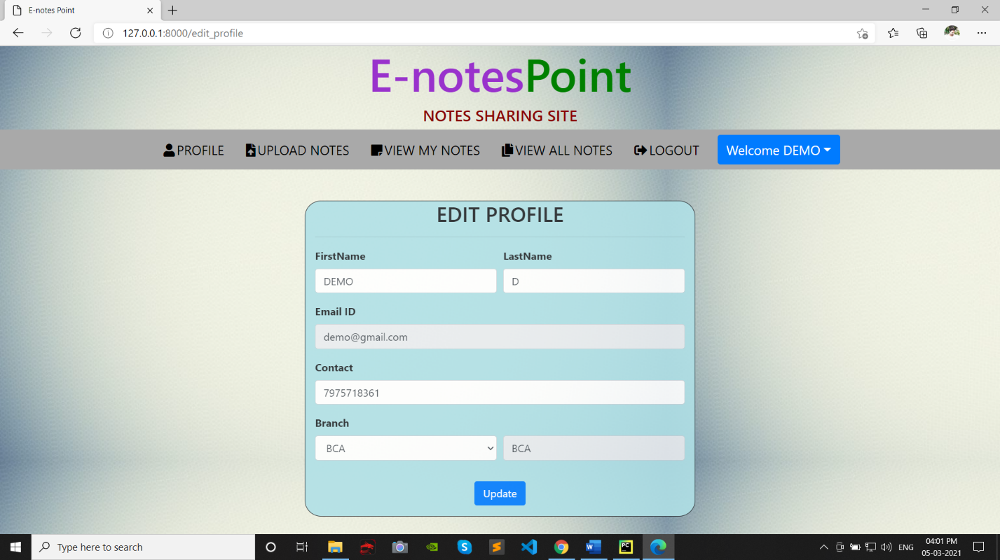 E-notes Point
127.0.0.1:8000/edit_profile
E-notesPoint
NOTES SHARING SITE
PROFILE UPLOAD NOTES VIEW MY NOTES VIEW ALL NOTES LOGOUT Welcome DEMO
EDIT PROFILE
FirstName LastName
DEMO D
Email ID
demo@gmail.com
Contact
7975718361
Branch
BCA BCA
Update
Type here to search
PC
ENG
04:01 PM
05-03-2021